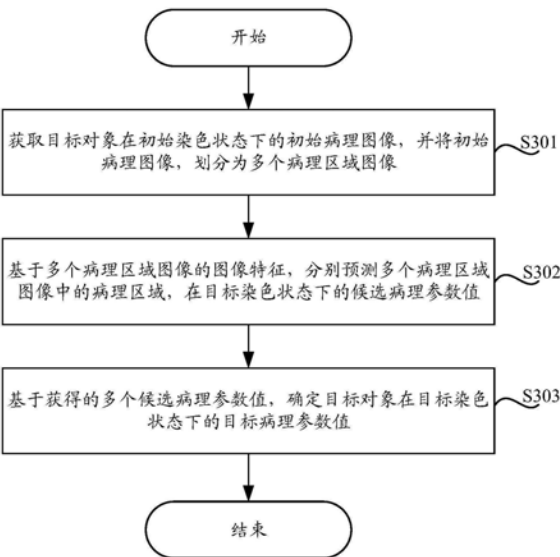 开始
获取目标对象在初始染色状态下的初始病理图像，并将初始
病理图像，划分为多个病理区域图像
S301
基于多个病理区域图像的图像特征，分别预测多个病理区域
图像中的病理区域，在目标染色状态下的候选病理参数值
S302
基于获得的多个候选病理参数值，确定目标对象在目标染色
状态下的目标病理参数值
S303
结束